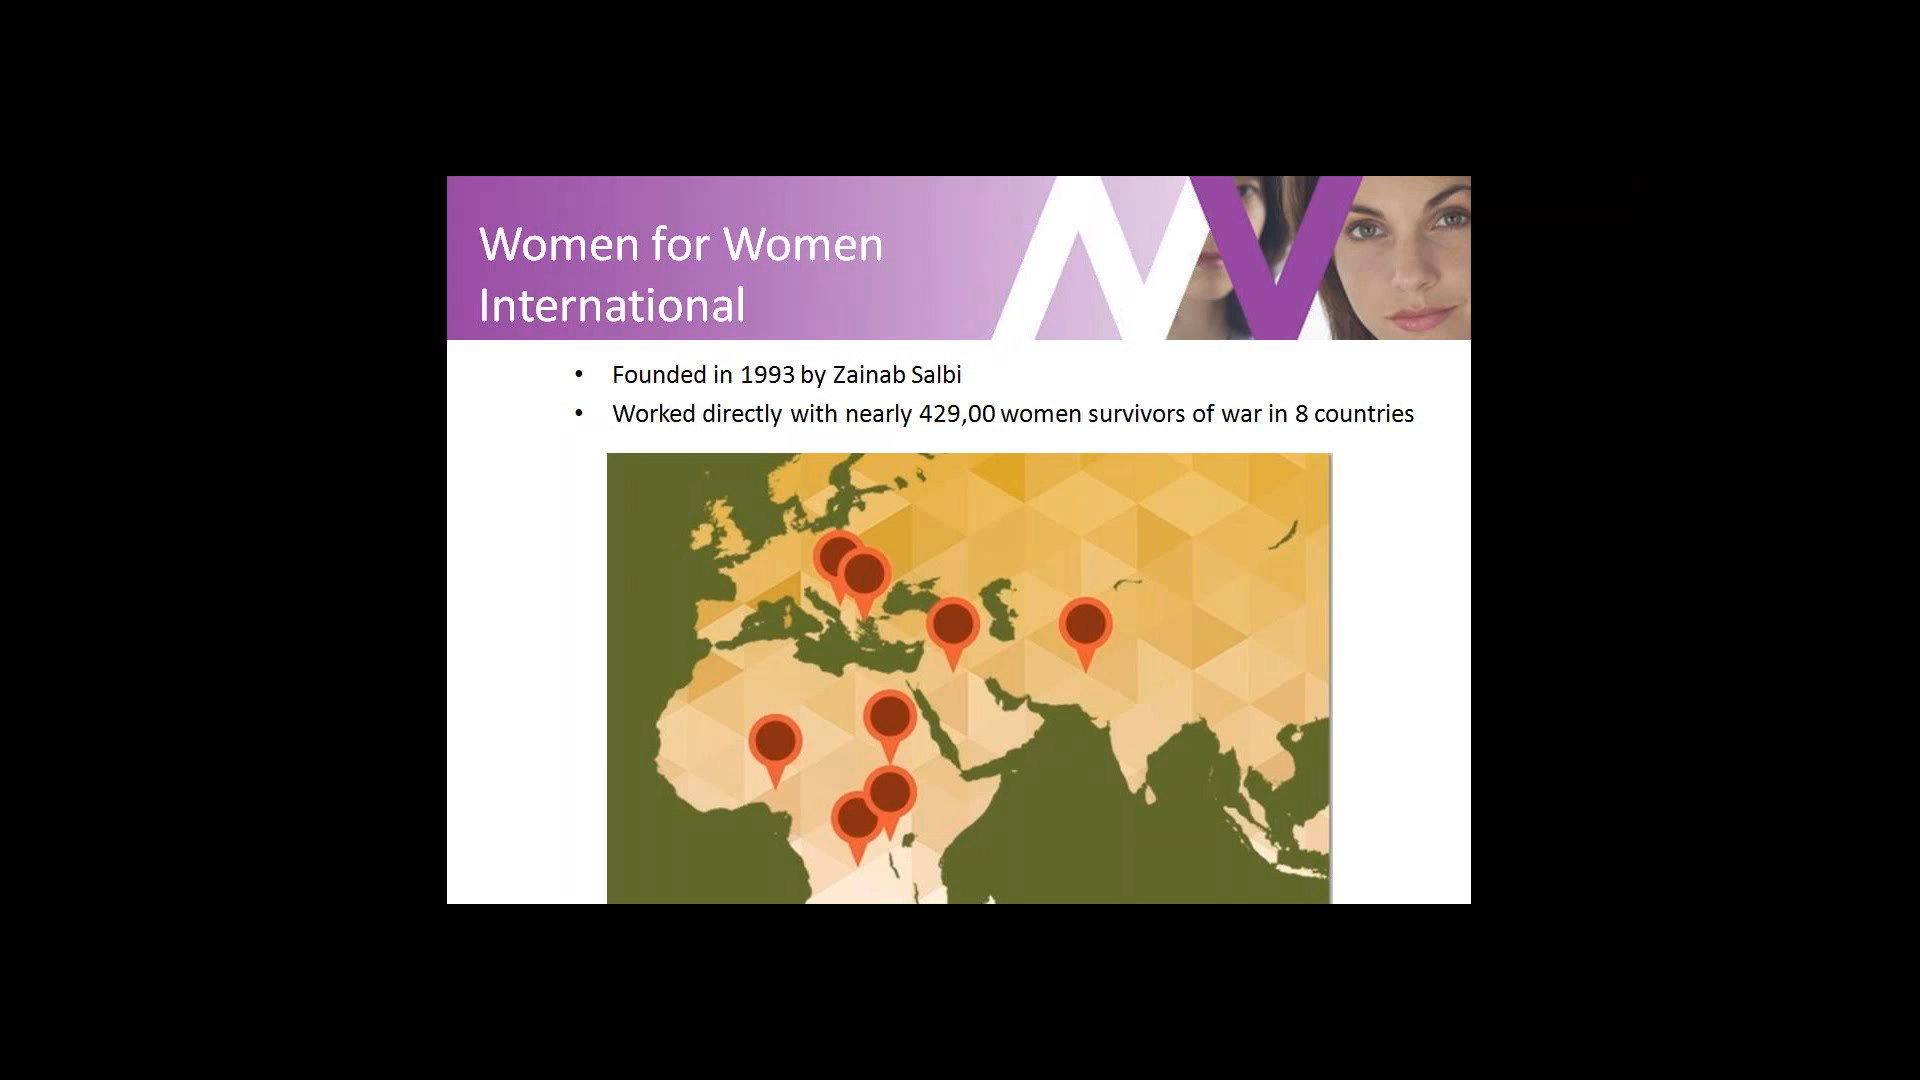 Women for Women
International
• Founded in 1993 by Zainab Salbi
• Worked directly with nearly 429,00 women survivors of war in 8 countries